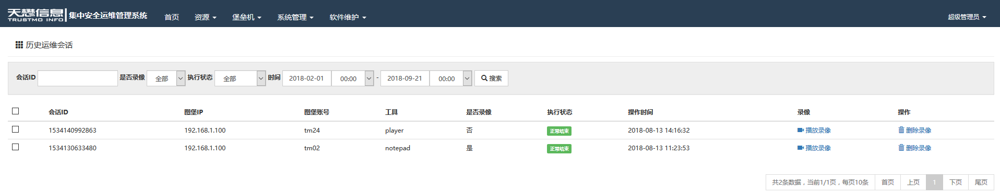 天懋信息 TRUSTMO INFO 集中安全运维管理系统 首页 资源 堡垒机 系统管理 软件维护 超级管理员
历史运维会话
会话ID 是否录像 全部 执行状态 全部 时间 2018-02-01 00:00 - 2018-09-21 00:00 搜索
会话ID 图堡IP 图堡账号 工具 是否录像 执行状态 操作时间 录像 操作
1534140992863 192.168.1.100 tm24 player 否 正常结束 2018-08-13 14:16:32 播放录像 删除录像
1534130633480 192.168.1.100 tm02 notepad 是 正常结束 2018-08-13 11:23:53 播放录像 删除录像
共2条数据，当前1/1页，每页10条 首页 上页 1 下页 尾页